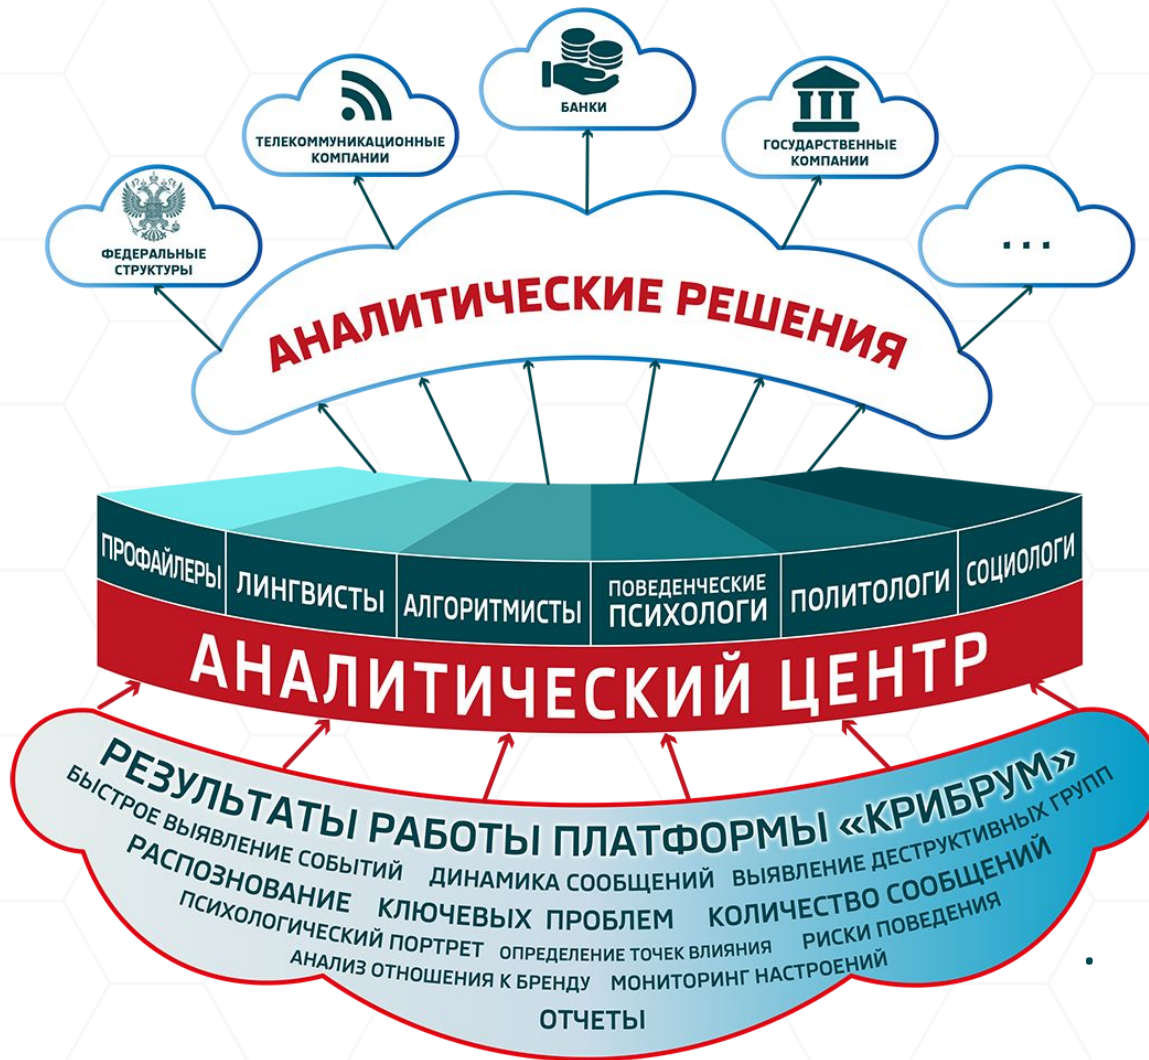 БАНКИ
ТЕЛЕКОММУНИКАЦИОННЫЕ
КОМПАНИИ
ГОСУДАРСТВЕННЫЕ
КОМПАНИИ
ФЕДЕРАЛЬНЫЕ
СТРУКТУРЫ
...
АНАЛИТИЧЕСКИЕ РЕШЕНИЯ
ПРОФАЙЛЕРЫ
ЛИНГВИСТЫ
АЛГОРИТМИСТЫ
ПОВЕДЕНЧЕСКИЕ
ПСИХОЛОГИ
ПОЛИТОЛОГИ
СОЦИОЛОГИ
АНАЛИТИЧЕСКИЙ ЦЕНТР
РЕЗУЛЬТАТЫ РАБОТЫ ПЛАТФОРМЫ «КРИБРУМ»
БЫСТРОЕ ВЫЯВЛЕНИЕ СОБЫТИЙ ДИНАМИКА СООБЩЕНИЙ ВЫЯВЛЕНИЕ ДЕСТРУКТИВНЫХ ГРУПП
РАСПОЗНОВАНИЕ КЛЮЧЕВЫХ ПРОБЛЕМ КОЛИЧЕСТВО СООБЩЕНИЙ
ПСИХОЛОГИЧЕСКИЙ ПОРТРЕТ ОПРЕДЕЛЕНИЕ ТОЧЕК ВЛИЯНИЯ РИСКИ ПОВЕДЕНИЯ
АНАЛИЗ ОТНОШЕНИЯ К БРЕНДУ МОНИТОРИНГ НАСТРОЕНИЙ
ОТЧЕТЫ